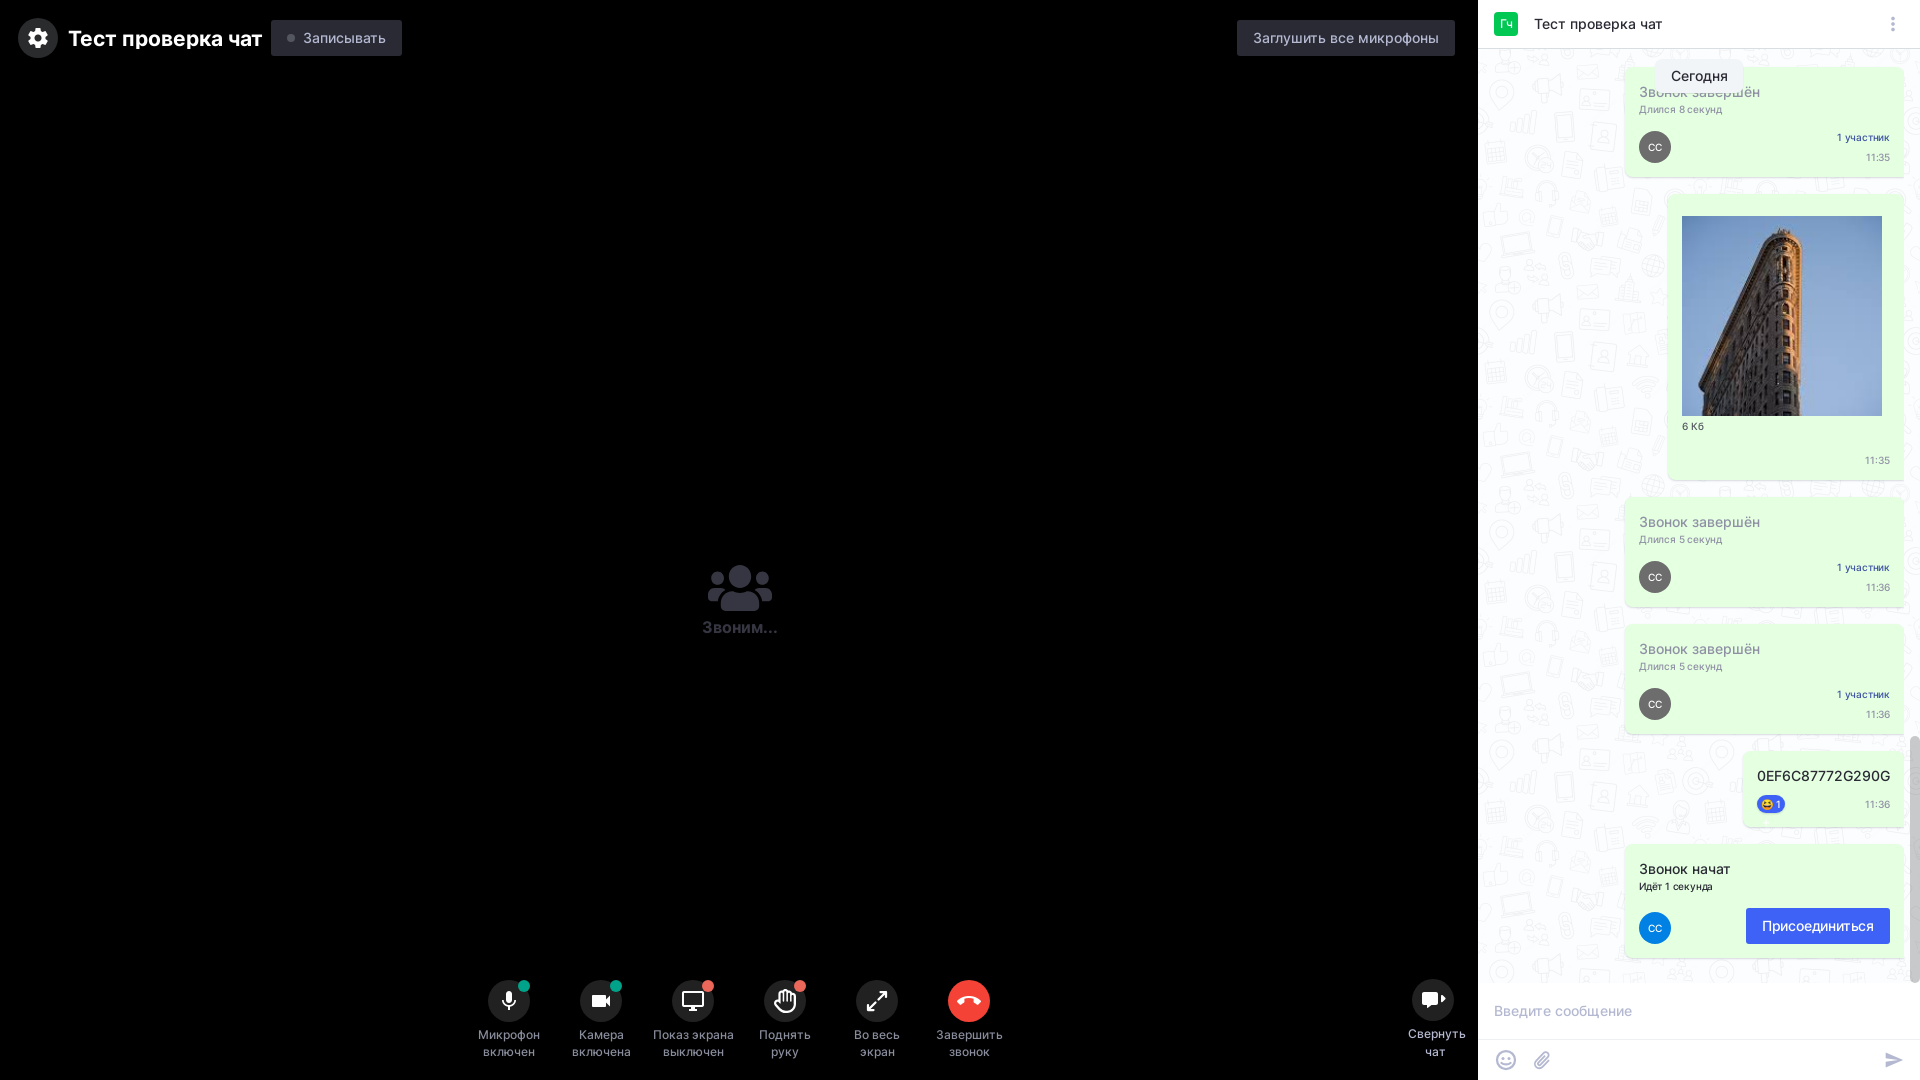 Тест проверка чат
Записывать
Заглушить все микрофоны
Звоним...
Микрофон
включен
Камера
включена
Показ экрана
выключен
Поднять
руку
Во весь
экран
Завершить
звонок
Свернуть
чат
Гч
Тест проверка чат
Сегодня
Звонок завершён
Длился 8 секунд
СС
1 участник
11:35
6 Кб
11:35
Звонок завершён
Длился 5 секунд
СС
1 участник
11:36
Звонок завершён
Длился 5 секунд
СС
1 участник
11:36
0EF6C87772G290G
1
11:36
Звонок начат
Идёт 1 секунда
СС
Присоединиться
Введите сообщение